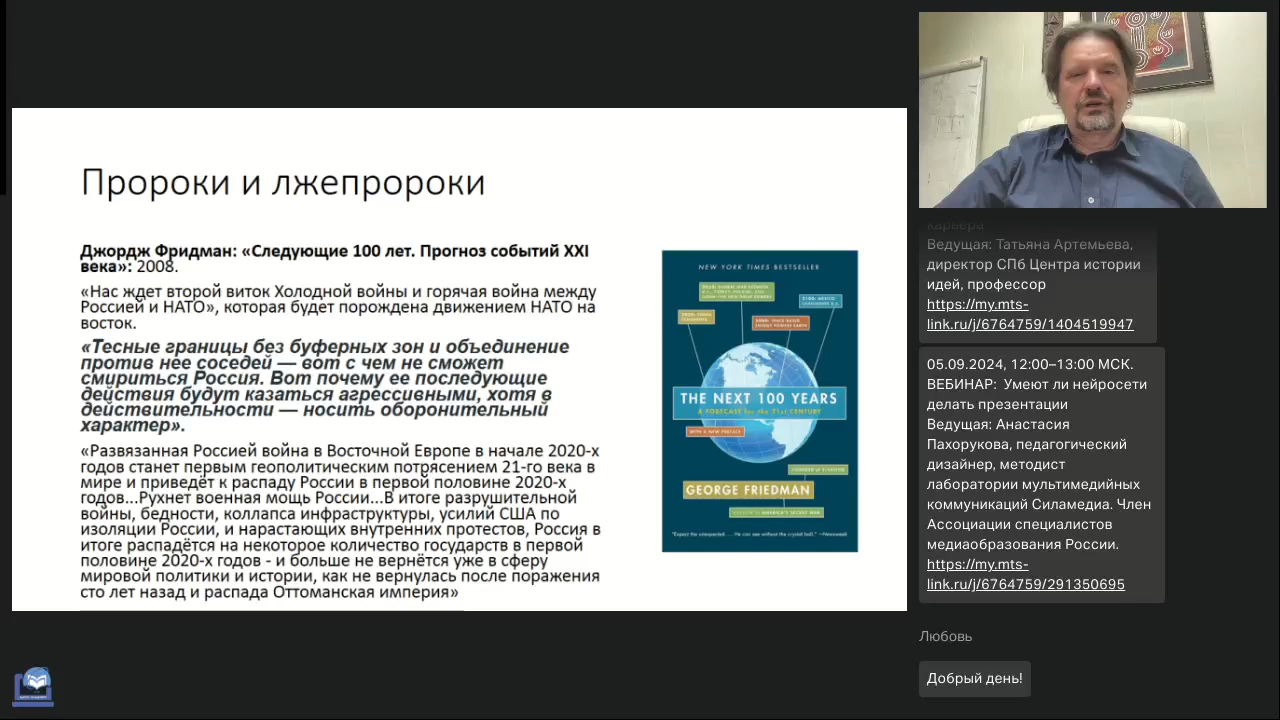 Пророки и лжепророки
Джордж Фридман: «Следующие 100 лет. Прогноз событий XXI
века»: 2008.
«Нас ждет второй виток Холодной войны и горячая война между
Россией и НАТО», которая будет порождена движением НАТО на
восток.
«Тесные границы без буферных зон и объединение
против нее соседей — вот с чем не сможет
смириться Россия. Вот почему ее последующие
действия будут казаться агрессивными, хотя в
действительности — носить оборонительный
характер».
«Развязанная Россией война в Восточной Европе в начале 2020-х
годов станет первым геополитическим потрясением 21-го века в
мире и приведёт к распаду России в первой половине 2020-х
годов...Рухнет военная мощь России...В итоге разрушительной
войны, бедности, коллапса инфраструктуры, усилий США по
изоляции России, и нарастающих внутренних протестов, Россия в
итоге распадётся на некоторое количество государств в первой
половине 2020-х годов - и больше не вернётся уже в сферу
мировой политики и истории, как не вернулась после поражения
сто лет назад и распада Оттоманская империя»
NEW YORK TIMES BESTSELLER
THE NEXT 100 YEARS
A FORECAST for the 21st CENTURY
WITH A NEW PREFACE
GEORGE FRIEDMAN
карьера
Ведущая: Татьяна Артемьева,
директор СПб Центра истории
идей, профессор
https://my.mts-
link.ru/j/6764759/1404519947
05.09.2024, 12:00–13:00 МСК.
ВЕБИНАР: Умеют ли нейросети
делать презентации
Ведущая: Анастасия
Пахорукова, педагогический
дизайнер, методист
лаборатории мультимедийных
коммуникаций Силамедиа. Член
Ассоциации специалистов
медиаобразования России.
https://my.mts-
link.ru/j/6764759/291350695
Любовь
Добрый день!